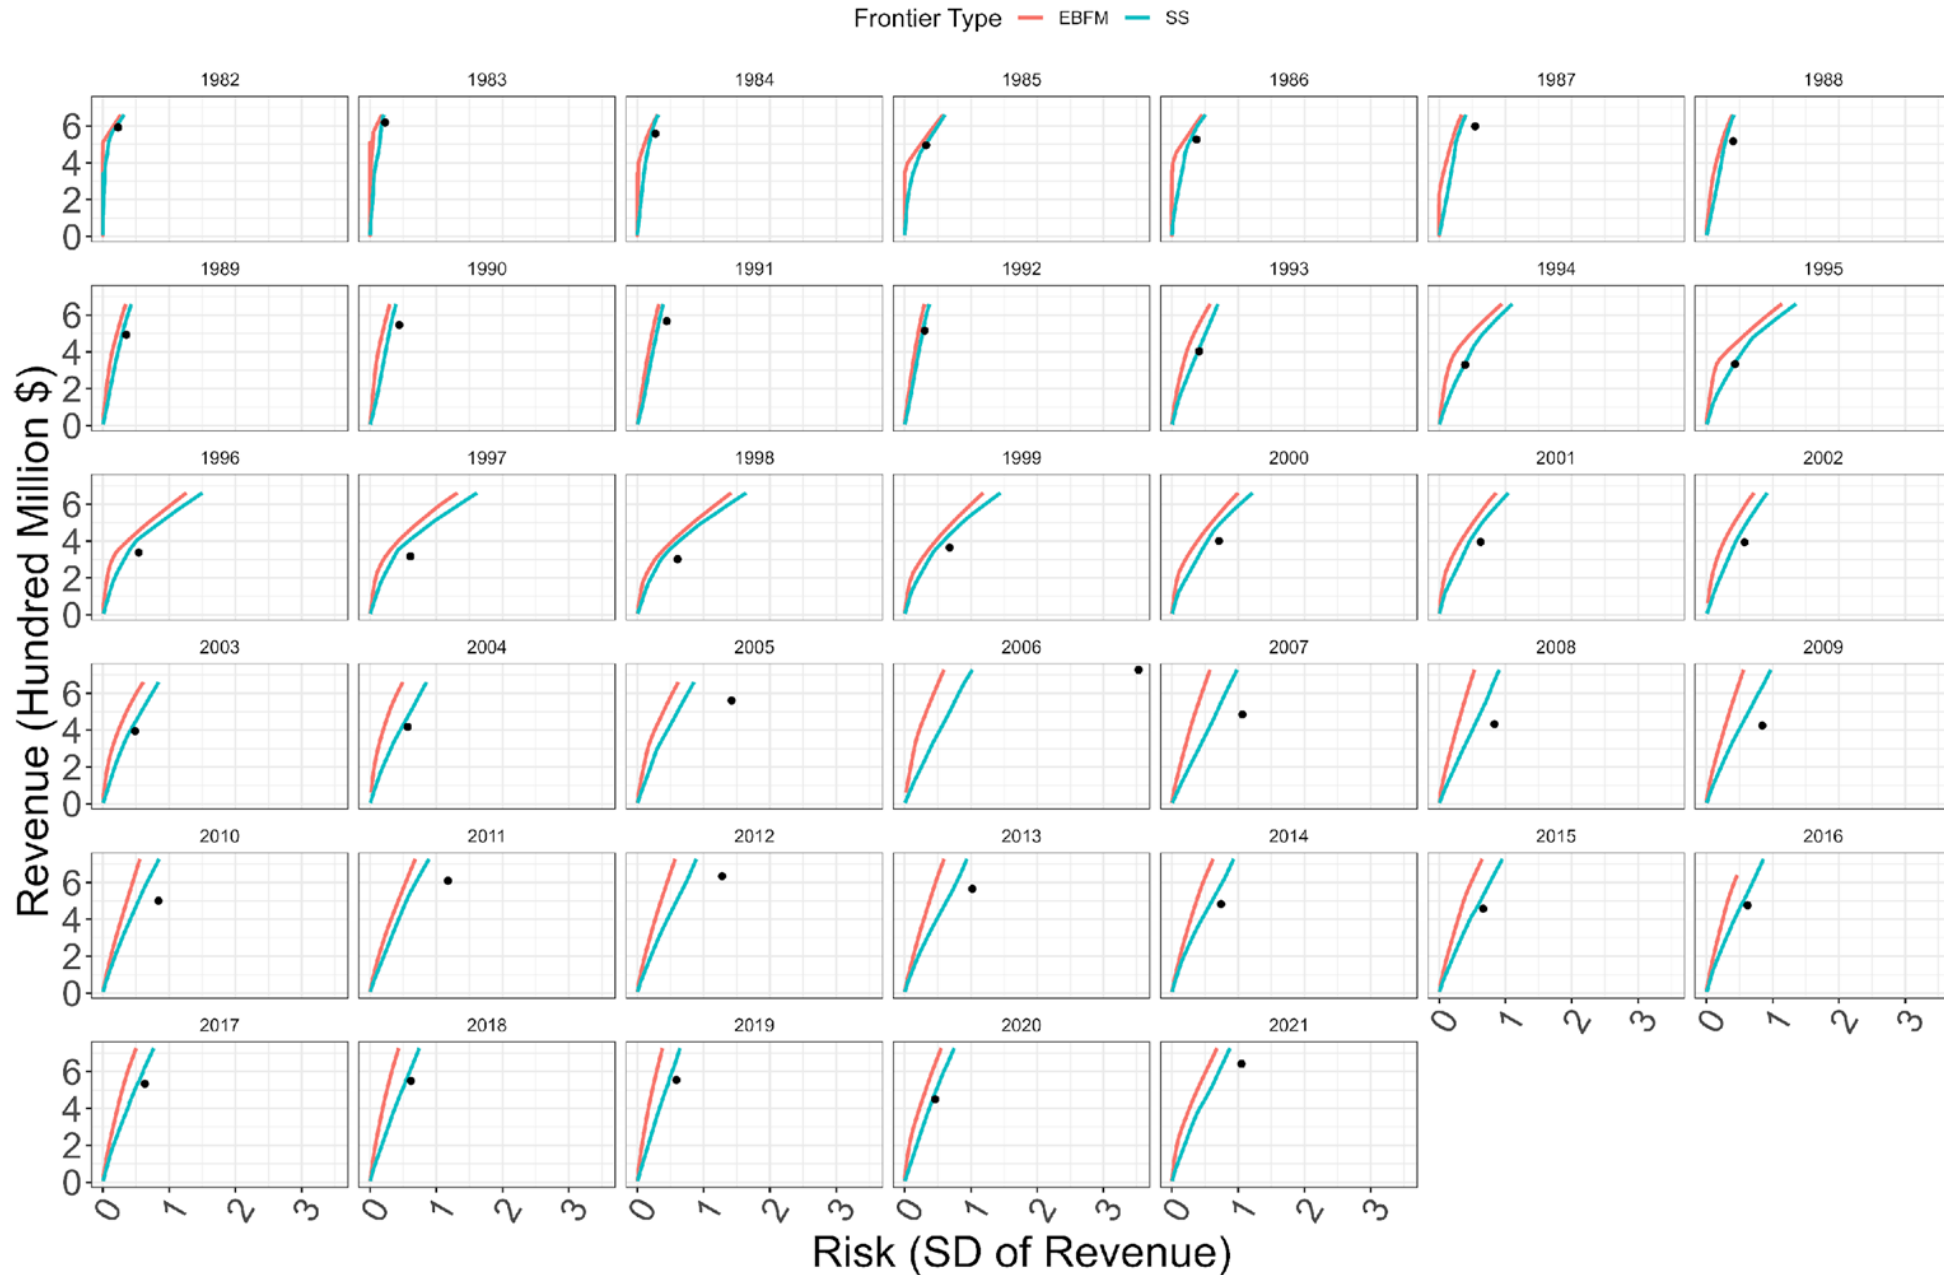 Frontier Type EBFM SS
1982 1983 1984 1985 1986 1987 1988
6
4
2
0
1989 1990 1991 1992 1993 1994 1995
6
4
2
0
1996 1997 1998 1999 2000 2001 2002
6
4
2
0
2003 2004 2005 2006 2007 2008 2009
6
4
2
0
2010 2011 2012 2013 2014 2015 2016
6
4
2
0
0 1 2 3 0 1 2 3
2017 2018 2019 2020 2021
6
4
2
0
0 1 2 3 0 1 2 3 0 1 2 3 0 1 2 3 0 1 2 3
Revenue (Hundred Million $)
Risk (SD of Revenue)